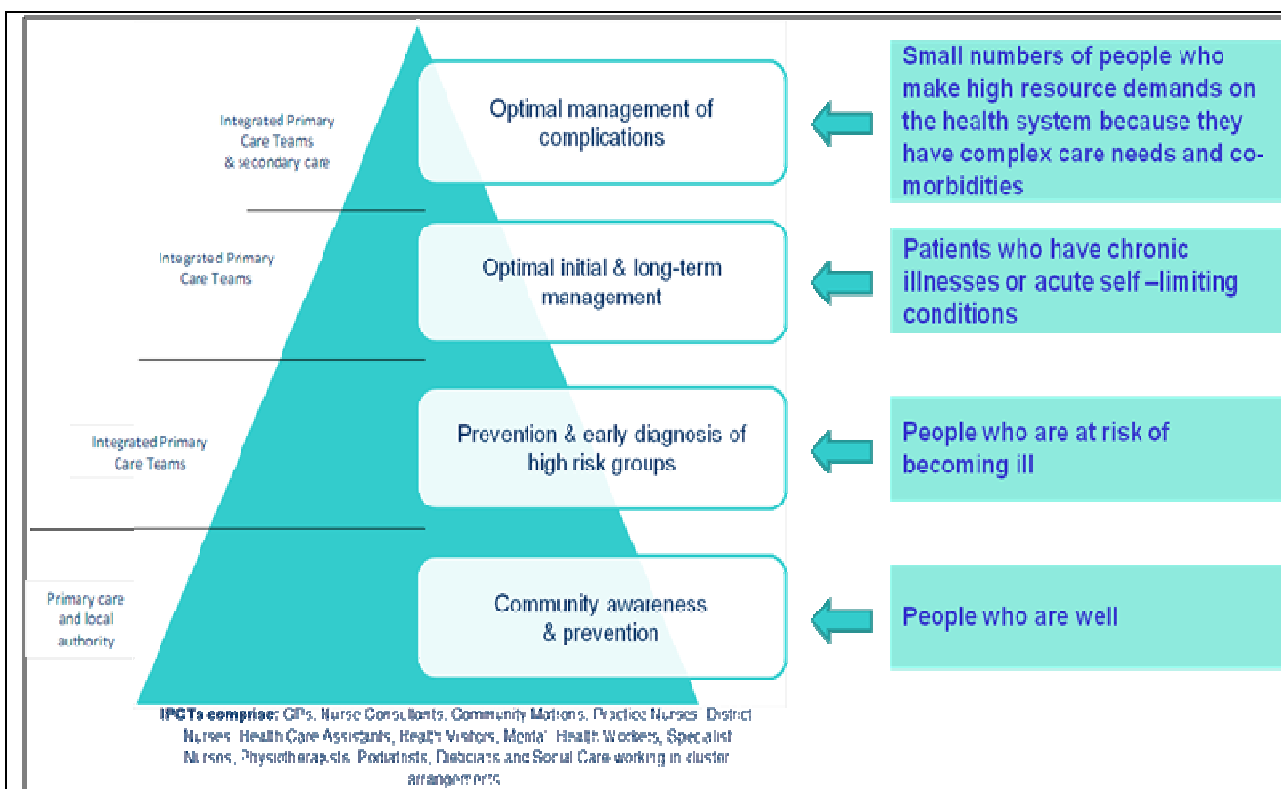 Integrated Primary
Care Teams
& secondary care
Optimal management of
complications
Small numbers of people who
make high resource demands on
the health system because they
have complex care needs and co-
morbidities
Integrated Primary
Care Teams
Optimal initial & long-term
management
Patients who have chronic
illnesses or acute self –limiting
conditions
Integrated Primary
Care Teams
Prevention & early diagnosis of
high risk groups
People who are at risk of
becoming ill
Primary care
and local
authority
Community awareness
& prevention
People who are well
IPCTs comprise: GPs, Nurse Consultants, Community Matrons, Practice Nurses, District
Nurses, Health Care Assistants, Health Visitors, Mental Health Workers, Specialist
Nurses, Physiotherapists, Podiatrists, Dieticians and Social Care working in cluster
arrangements